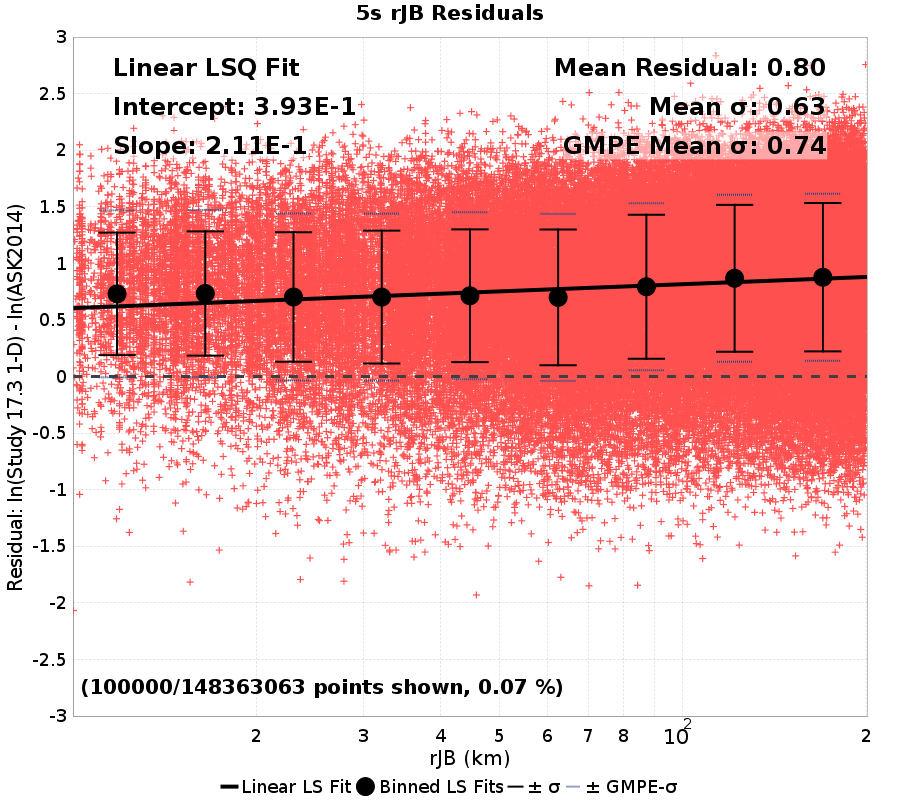 5s rJB Residuals
Linear LSQ Fit
Intercept: 3.93E-1
Slope: 2.11E-1
Mean Residual: 0.80
Mean σ: 0.63
GMPE Mean σ: 0.74
3
2.5
2
1.5
1
0.5
0
-0.5
-1
-1.5
-2
-2.5
-3
Residual: ln(Study 17.3 1-D) - ln(ASK2014)
(100000/148363063 points shown, 0.07 %)
2 3 4 5 6 7 8 10² 2
rJB (km)
Linear LS Fit Binned LS Fits ± σ ± GMPE-σ